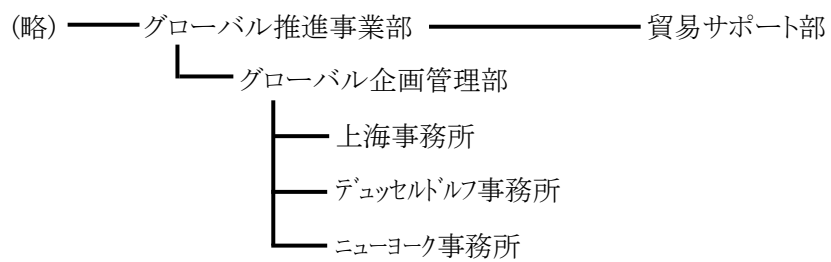 (略) グローバル推進事業部 貿易サポート部
グローバル企画管理部
上海事務所
デュッセルドルフ事務所
ニューヨーク事務所